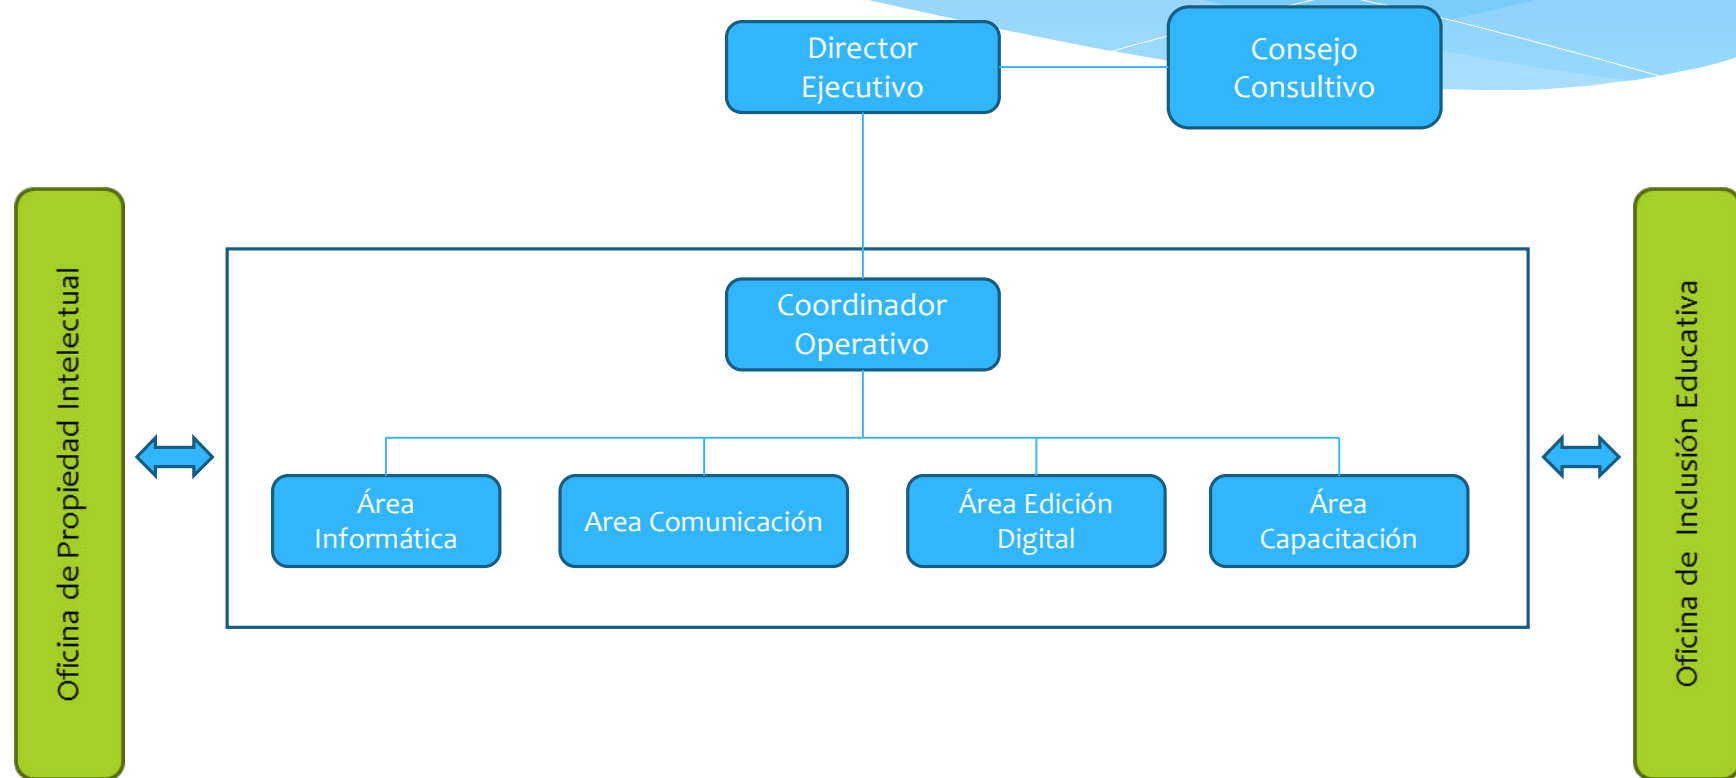 Director
Ejecutivo
Consejo
Consultivo
Oficina de Propiedad Intelectual
Coordinador
Operativo
Área
Informática
Area Comunicación
Área Edición
Digital
Área
Capacitación
Oficina de Inclusión Educativa